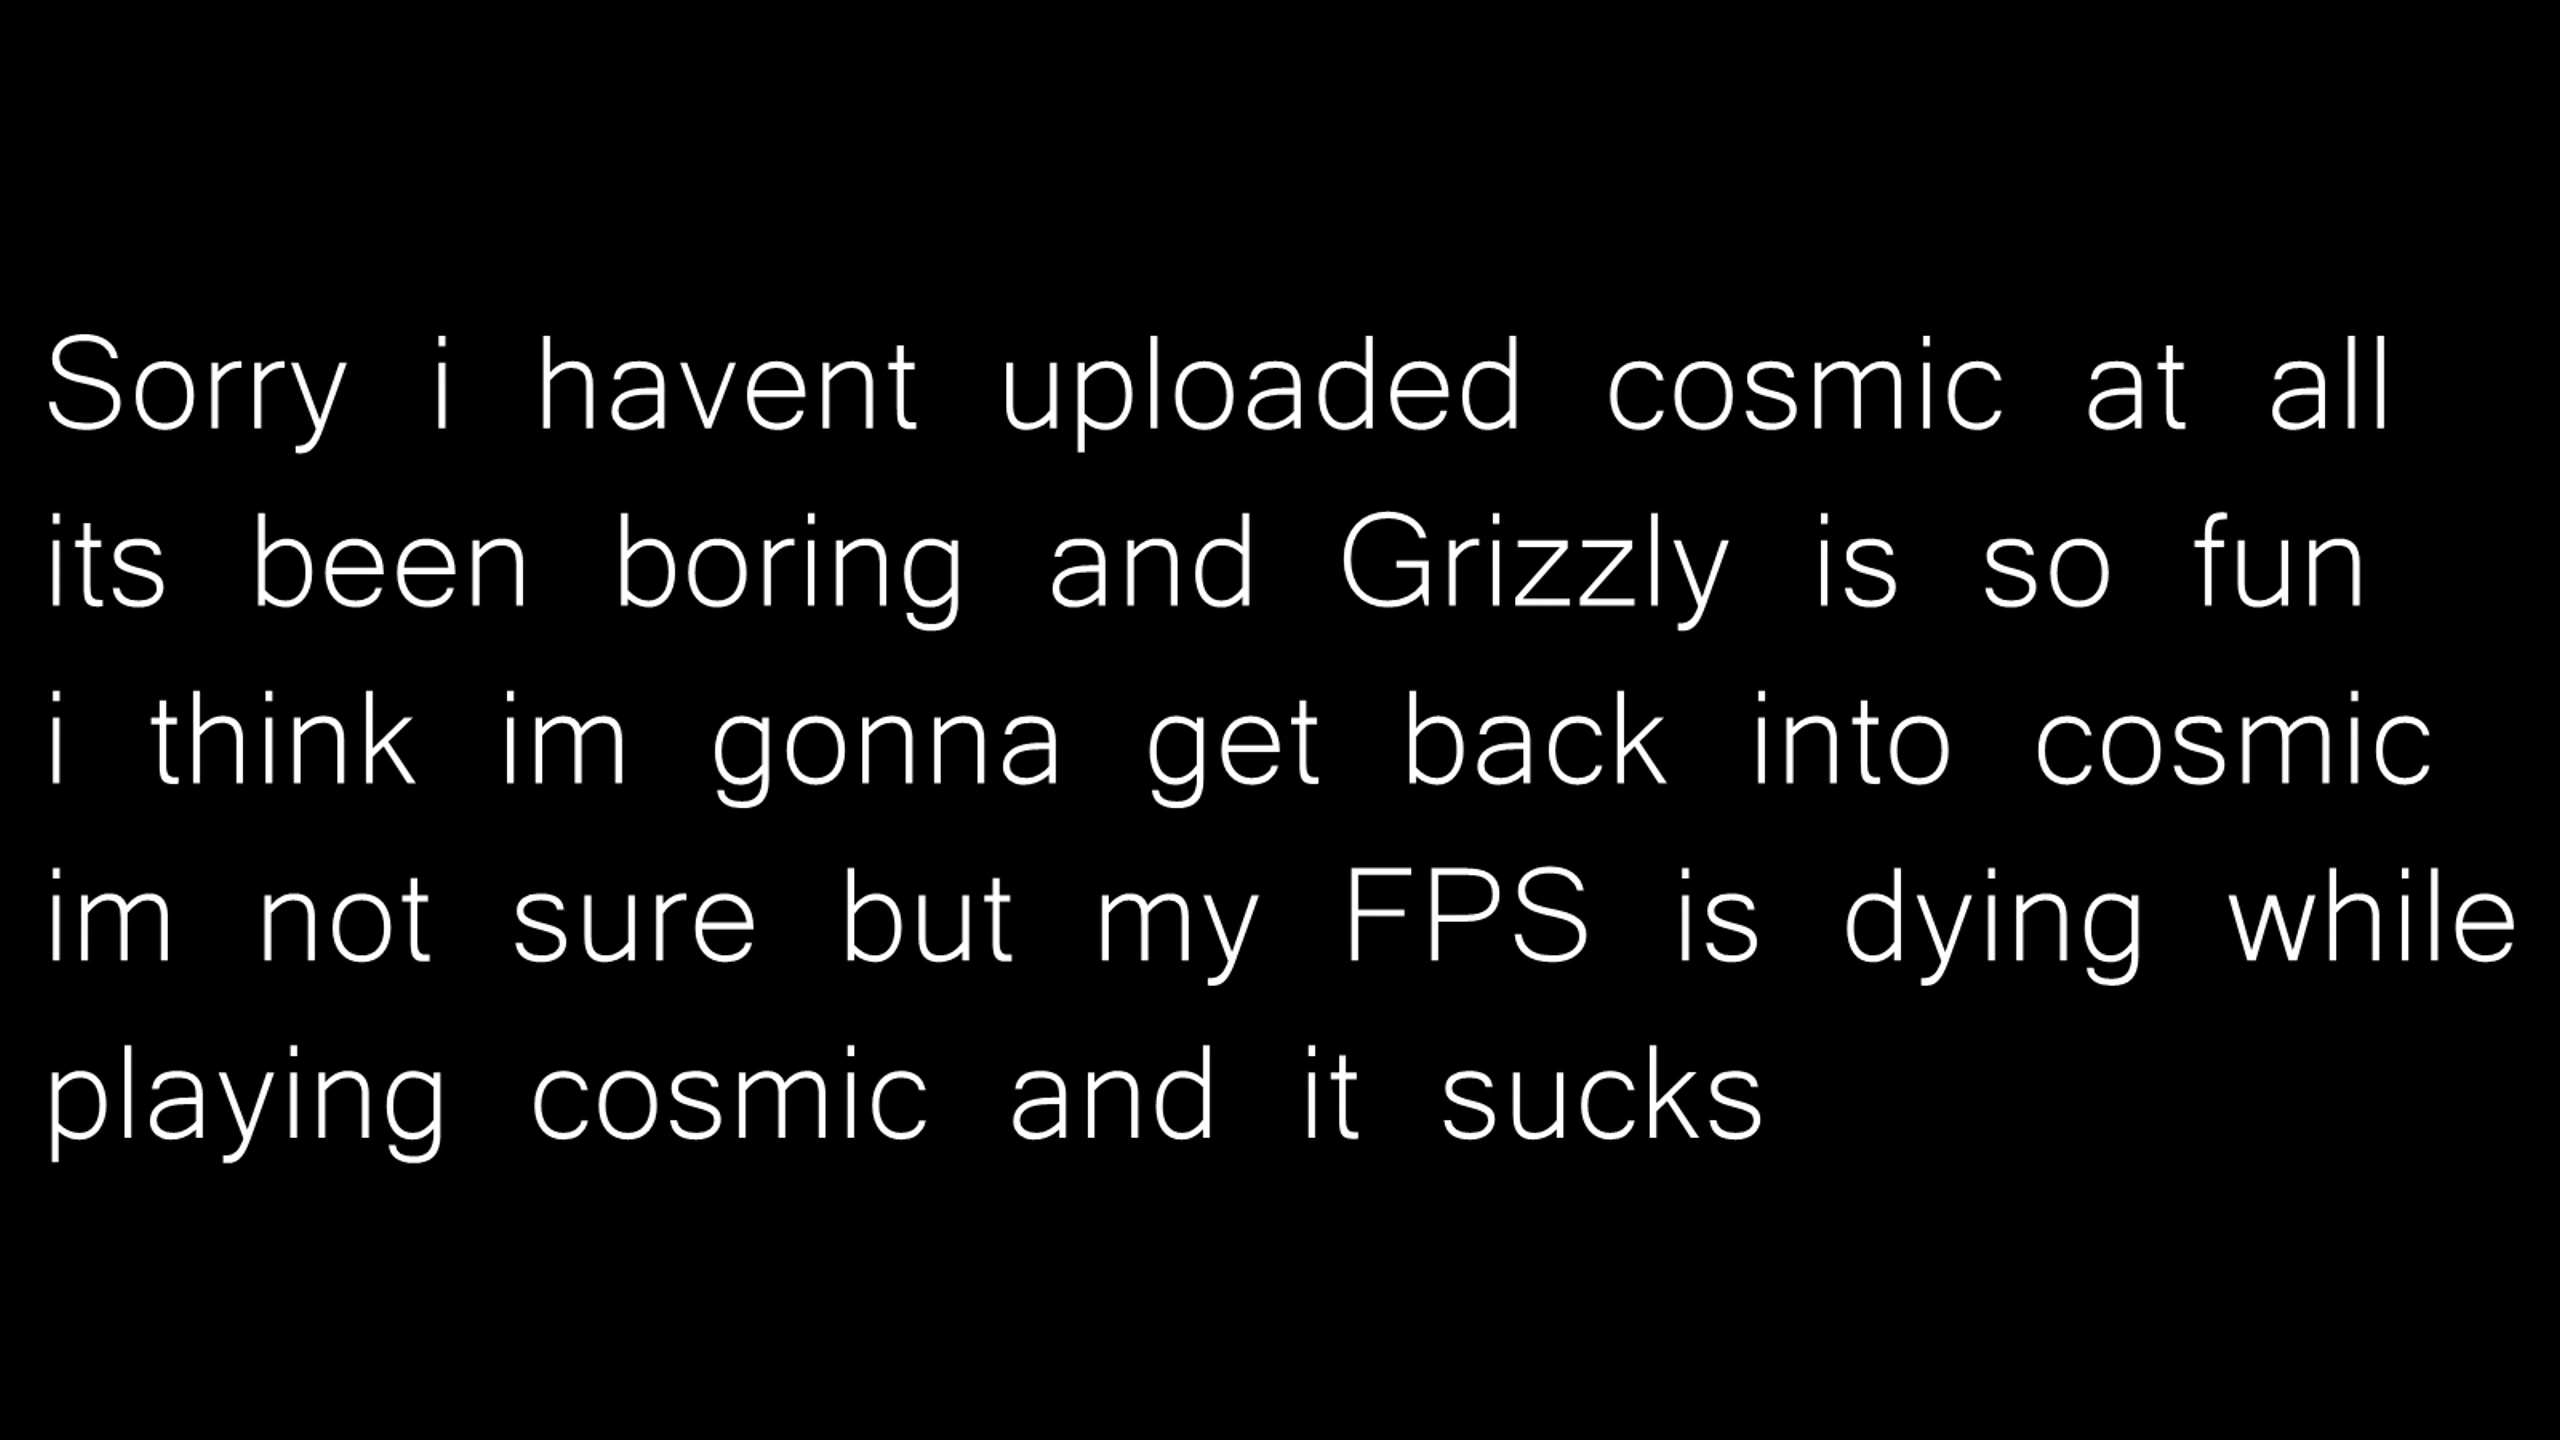 Sorry i havent uploaded cosmic at all
its been boring and Grizzly is so fun
i think im gonna get back into cosmic
im not sure but my FPS is dying while
playing cosmic and it sucks